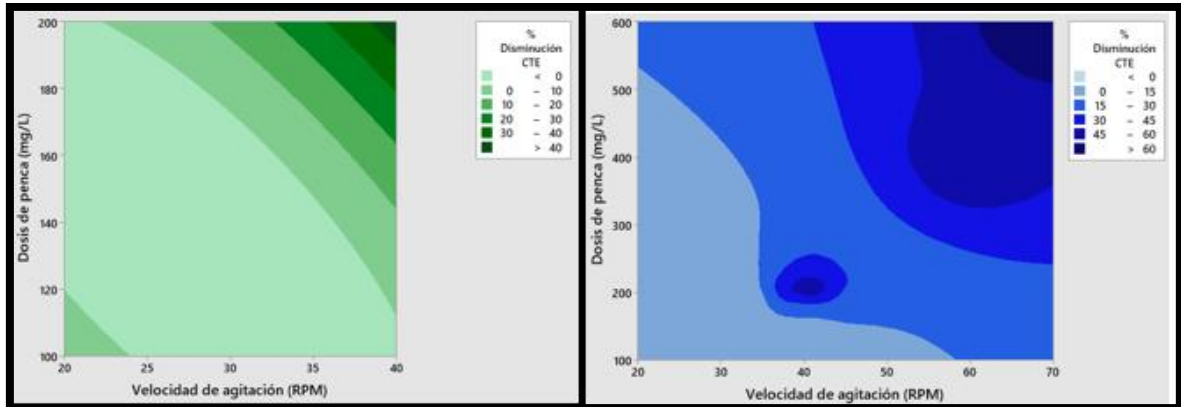 %
Disminución
CTE
< 0
0 – 10
10 – 20
20 – 30
30 – 40
> 40
Dosis de penca (mg/L)
200
180
160
140
120
100
20 25 30 35 40
Velocidad de agitación (RPM)
%
Disminución
CTE
< 0
0 – 15
15 – 30
30 – 45
45 – 60
> 60
Dosis de penca (mg/L)
600
500
400
300
200
100
20 30 40 50 60 70
Velocidad de agitación (RPM)